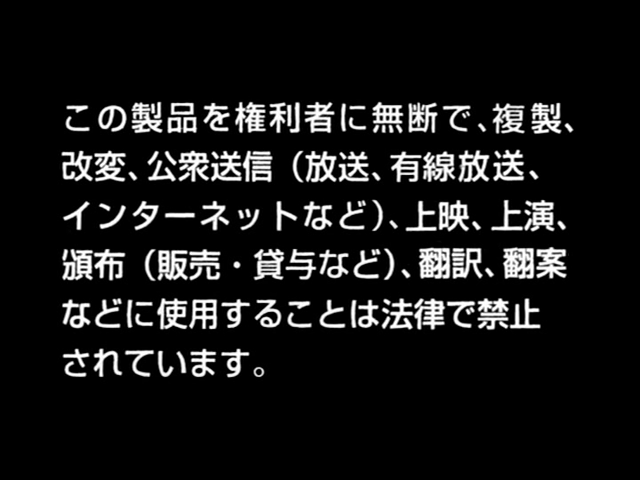 この製品を権利者に無断で、複製、
改変、公衆送信（放送、有線放送、
インターネットなど）、上映、上演、
頒布（販売・貸与など）、翻訳、翻案
などに使用することは法律で禁止
されています。